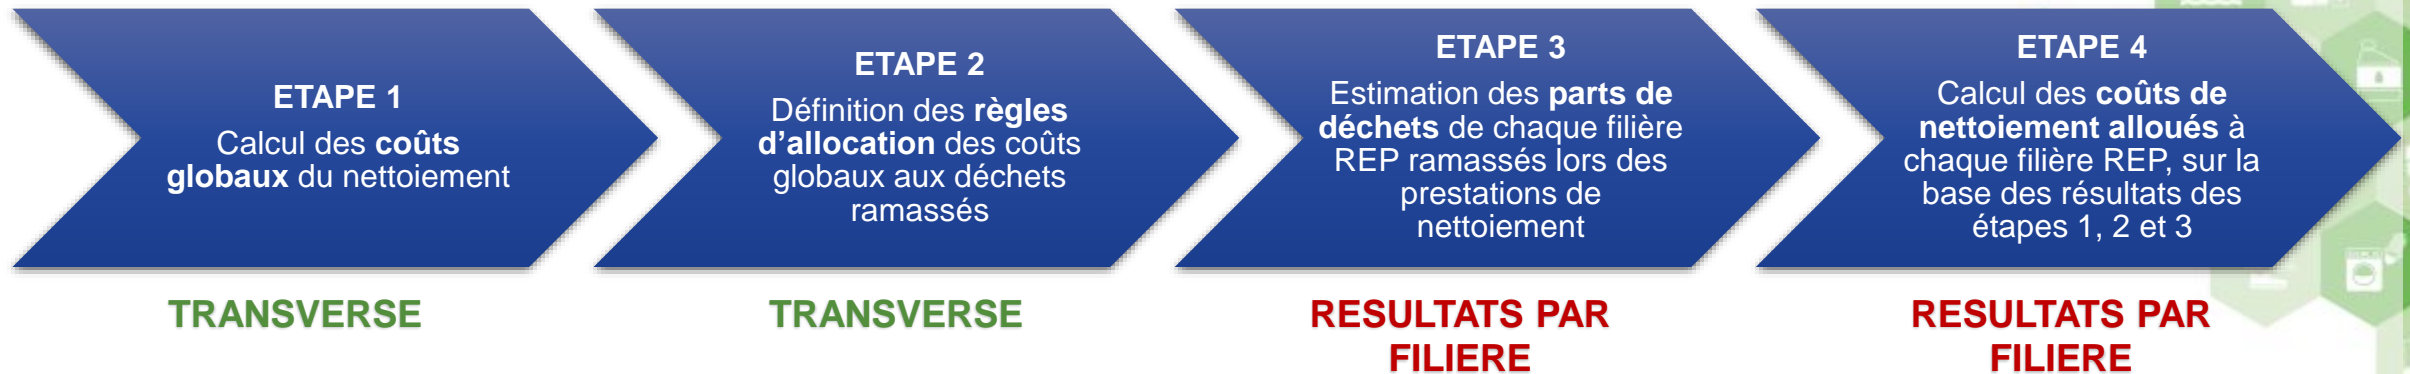 ETAPE 1
Calcul des coûts
globaux du nettoiement
ETAPE 2
Définition des règles
d’allocation des coûts
globaux aux déchets
ramassés
ETAPE 3
Estimation des parts de
déchets de chaque filière
REP ramassés lors des
prestations de
nettoiement
ETAPE 4
Calcul des coûts de
nettoiement alloués à
chaque filière REP, sur la
base des résultats des
étapes 1, 2 et 3
TRANSVERSE
TRANSVERSE
RESULTATS PAR
FILIERE
RESULTATS PAR
FILIERE